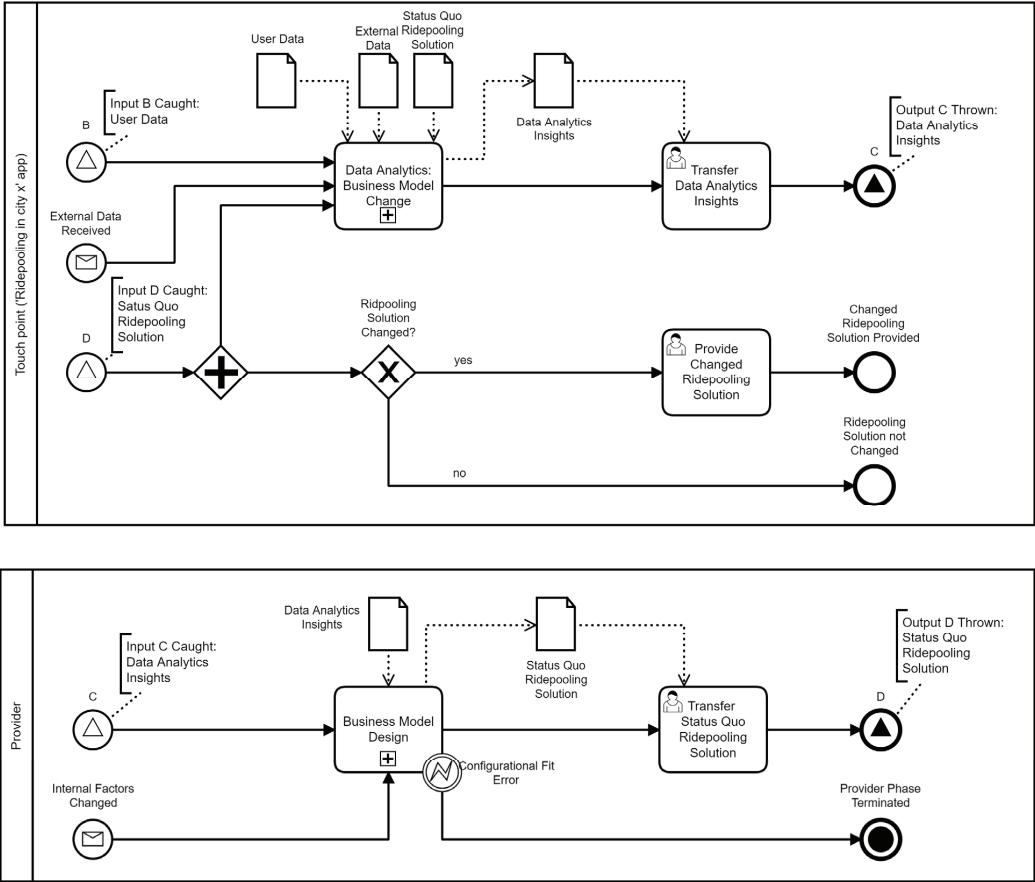 Touch point ('Ridepooling in city x' app)
User Data
External
Data
Status Quo
Ridepooling
Solution
Input B Caught:
User Data
B
Data Analytics
Insights
Output C Thrown:
Data Analytics
Insights
C
Data Analytics:
Business Model
Change
Transfer
Data Analytics
Insights
External Data
Received
Input D Caught:
Satus Quo
Ridepooling
Solution
D
Ridpooling
Solution
Changed?
X
yes
Provide
Changed
Ridepooling
Solution
Changed
Ridepooling
Solution Provided
Ridepooling
Solution not
Changed
no
Provider
Data Analytics
Insights
Status Quo
Ridepooling
Solution
Input C Caught:
Data Analytics
Insights
C
Output D Thrown:
Status Quo
Ridepooling
Solution
D
Business Model
Design
Transfer
Status Quo
Ridepooling
Solution
Configurational Fit
Error
Internal Factors
Changed
Provider Phase
Terminated